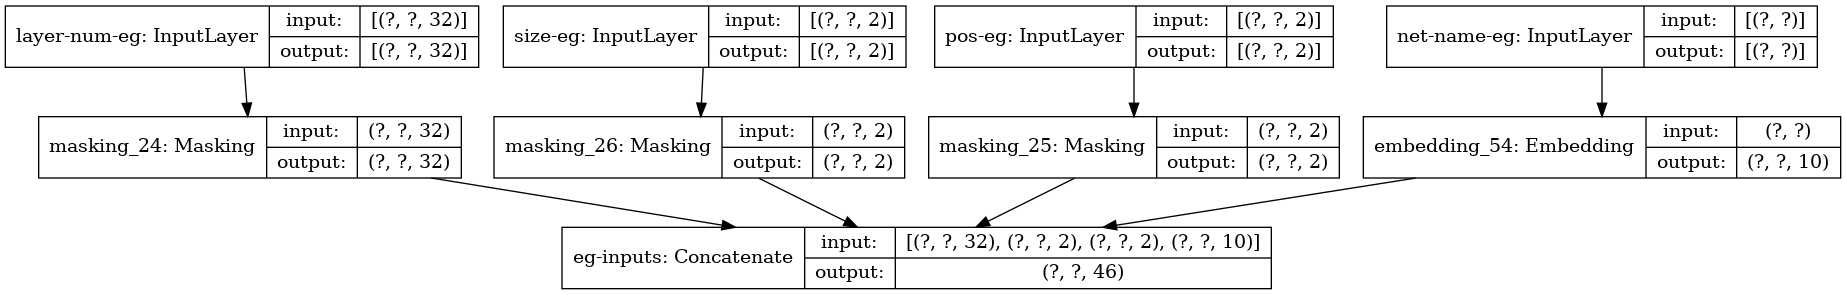 layer-num-eg: InputLayer
input:
[(?, ?, 32)]
output:
[(?, ?, 32)]
size-eg: InputLayer
input:
[(?, ?, 2)]
output:
[(?, ?, 2)]
pos-eg: InputLayer
input:
[(?, ?, 2)]
output:
[(?, ?, 2)]
net-name-eg: InputLayer
input:
[(?, ?)]
output:
[(?, ?)]
masking_24: Masking
input:
(?, ?, 32)
output:
(?, ?, 32)
masking_26: Masking
input:
(?, ?, 2)
output:
(?, ?, 2)
masking_25: Masking
input:
(?, ?, 2)
output:
(?, ?, 2)
embedding_54: Embedding
input:
(?, ?)
output:
(?, ?, 10)
eg-inputs: Concatenate
input:
[(?, ?, 32), (?, ?, 2), (?, ?, 2), (?, ?, 10)]
output:
(?, ?, 46)